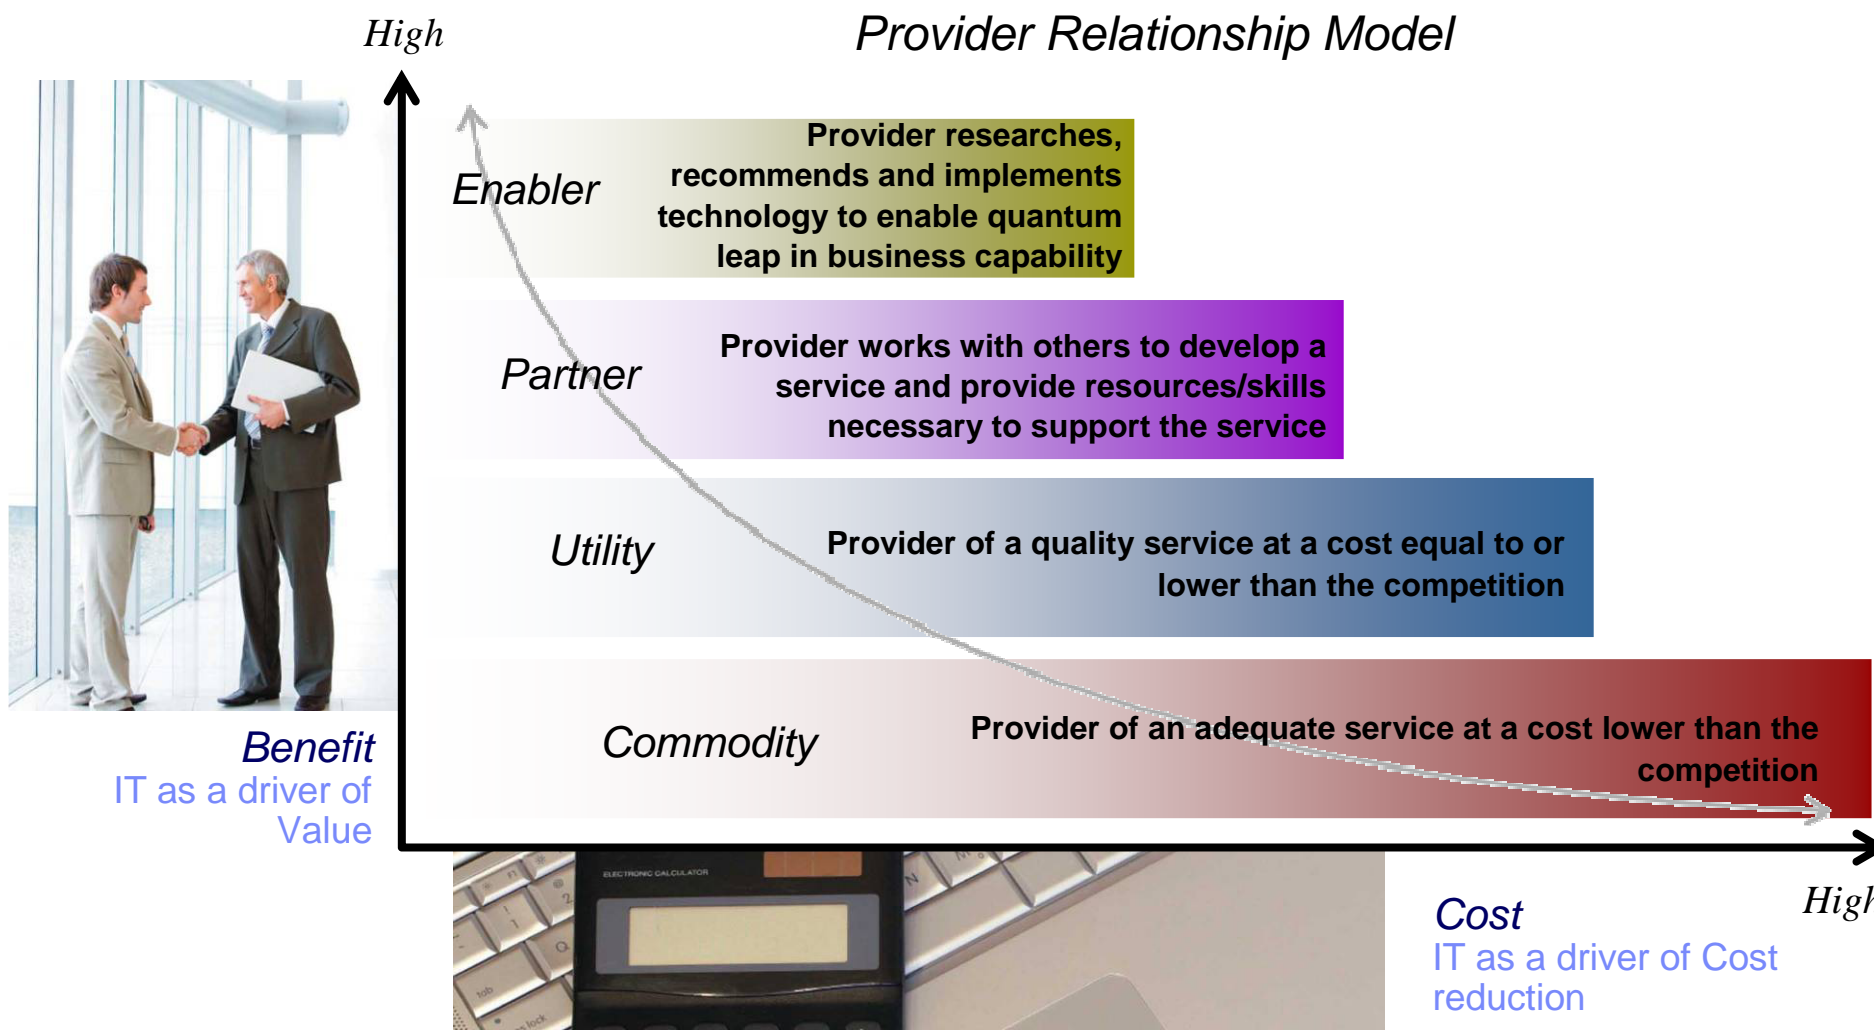 Provider Relationship Model
High
Enabler
Provider researches,
recommends and implements
technology to enable quantum
leap in business capability
Partner
Provider works with others to develop a
service and provide resources/skills
necessary to support the service
Utility
Provider of a quality service at a cost equal to or
lower than the competition
Commodity
Provider of an adequate service at a cost lower than the
competition
Benefit
IT as a driver of
Value
ELECTRONIC CALCULATOR
Q
tab
N
High
Cost
IT as a driver of Cost
reduction